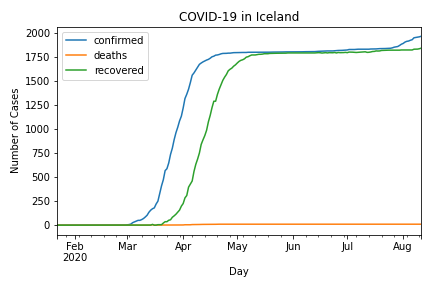 COVID-19 in Iceland
confirmed
deaths
recovered
Number of Cases
2000
1750
1500
1250
1000
750
500
250
0
Feb Mar Apr May Jun Jul Aug
2020
Day